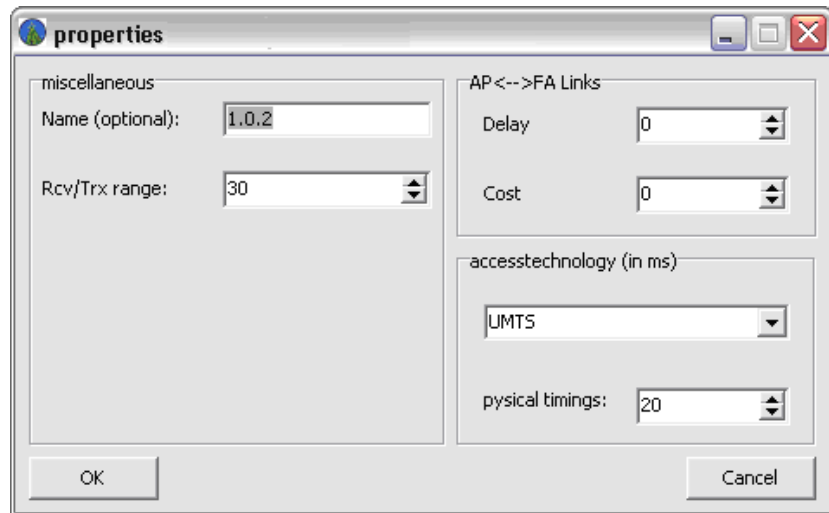 properties
miscellaneous
Name (optional): 1.0.2
Rcv/Trx range: 30
AP<-->FA Links
Delay 0
Cost 0
accesstechnology (in ms)
UMTS
pysical timings: 20
OK
Cancel